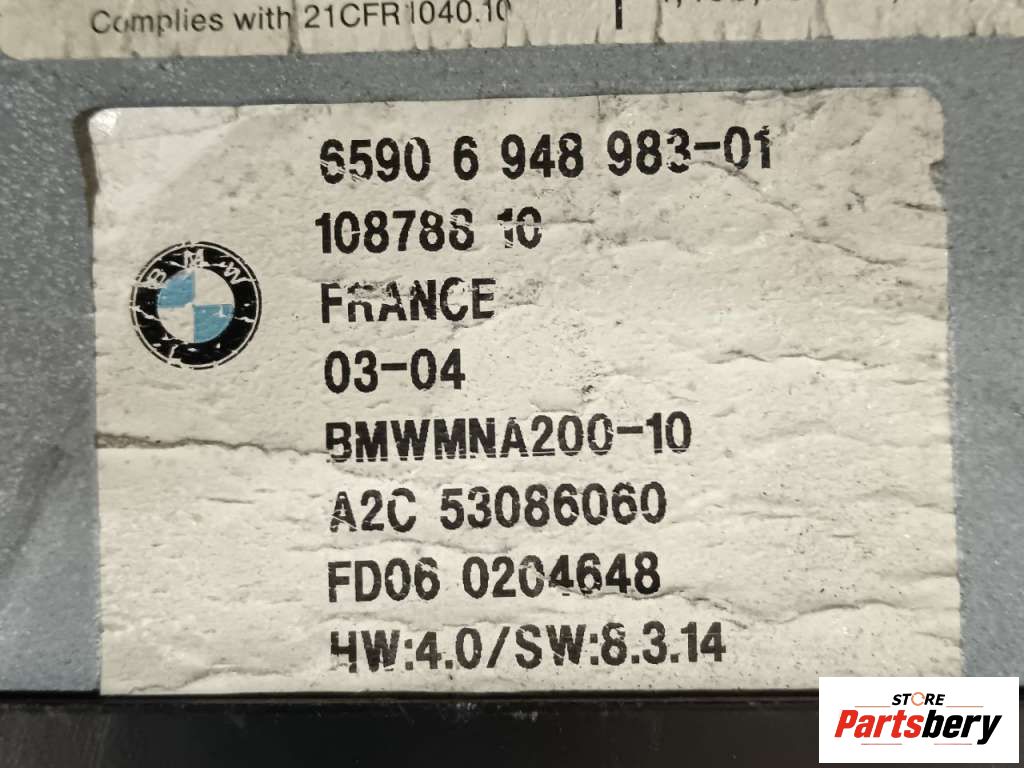 Complies with 21CFR1040.10
6590 6 948 983-01
108788 10
FRANCE
BMW
03-04
BMWMNA200-10
A2C 53086060
FD06 0204648
HW:4.0/SW:8.3.14
STORE
Partsbery